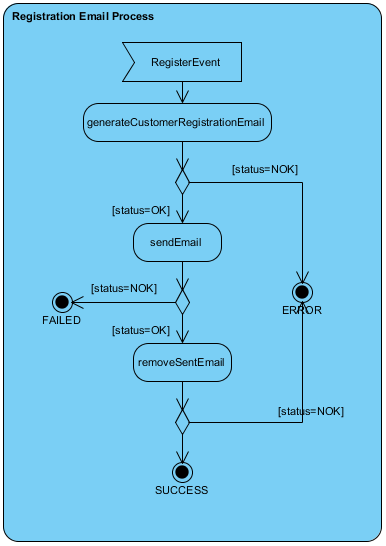 Registration Email Process
RegisterEvent
generateCustomerRegistrationEmail
[status=NOK]
[status=OK]
sendEmail
[status=NOK]
FAILED
ERROR
[status=OK]
removeSentEmail
[status=NOK]
SUCCESS